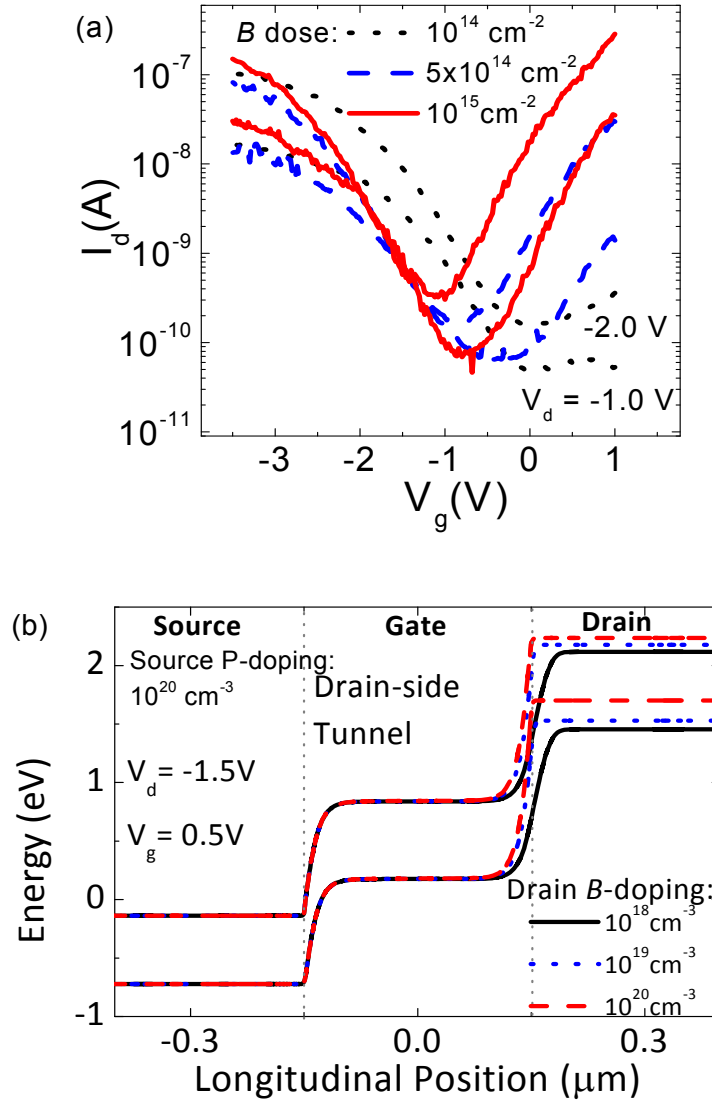 (a)
B dose:
10^14 cm^-2
5x10^14 cm^-2
10^15 cm^-2
10^-7
10^-8
10^-9
10^-10
10^-11
I_d(A)
-2.0 V
V_d = -1.0 V
-3 -2 -1 0 1
V_g(V)
(b)
Source Gate Drain
Source P-doping:
10^20 cm^-3
Drain-side
Tunnel
V_d = -1.5V
V_g = 0.5V
2
1
0
-1
Energy (eV)
Drain B-doping:
10^18 cm^-3
10^19 cm^-3
10^20 cm^-3
-0.3 0.0 0.3
Longitudinal Position (μm)